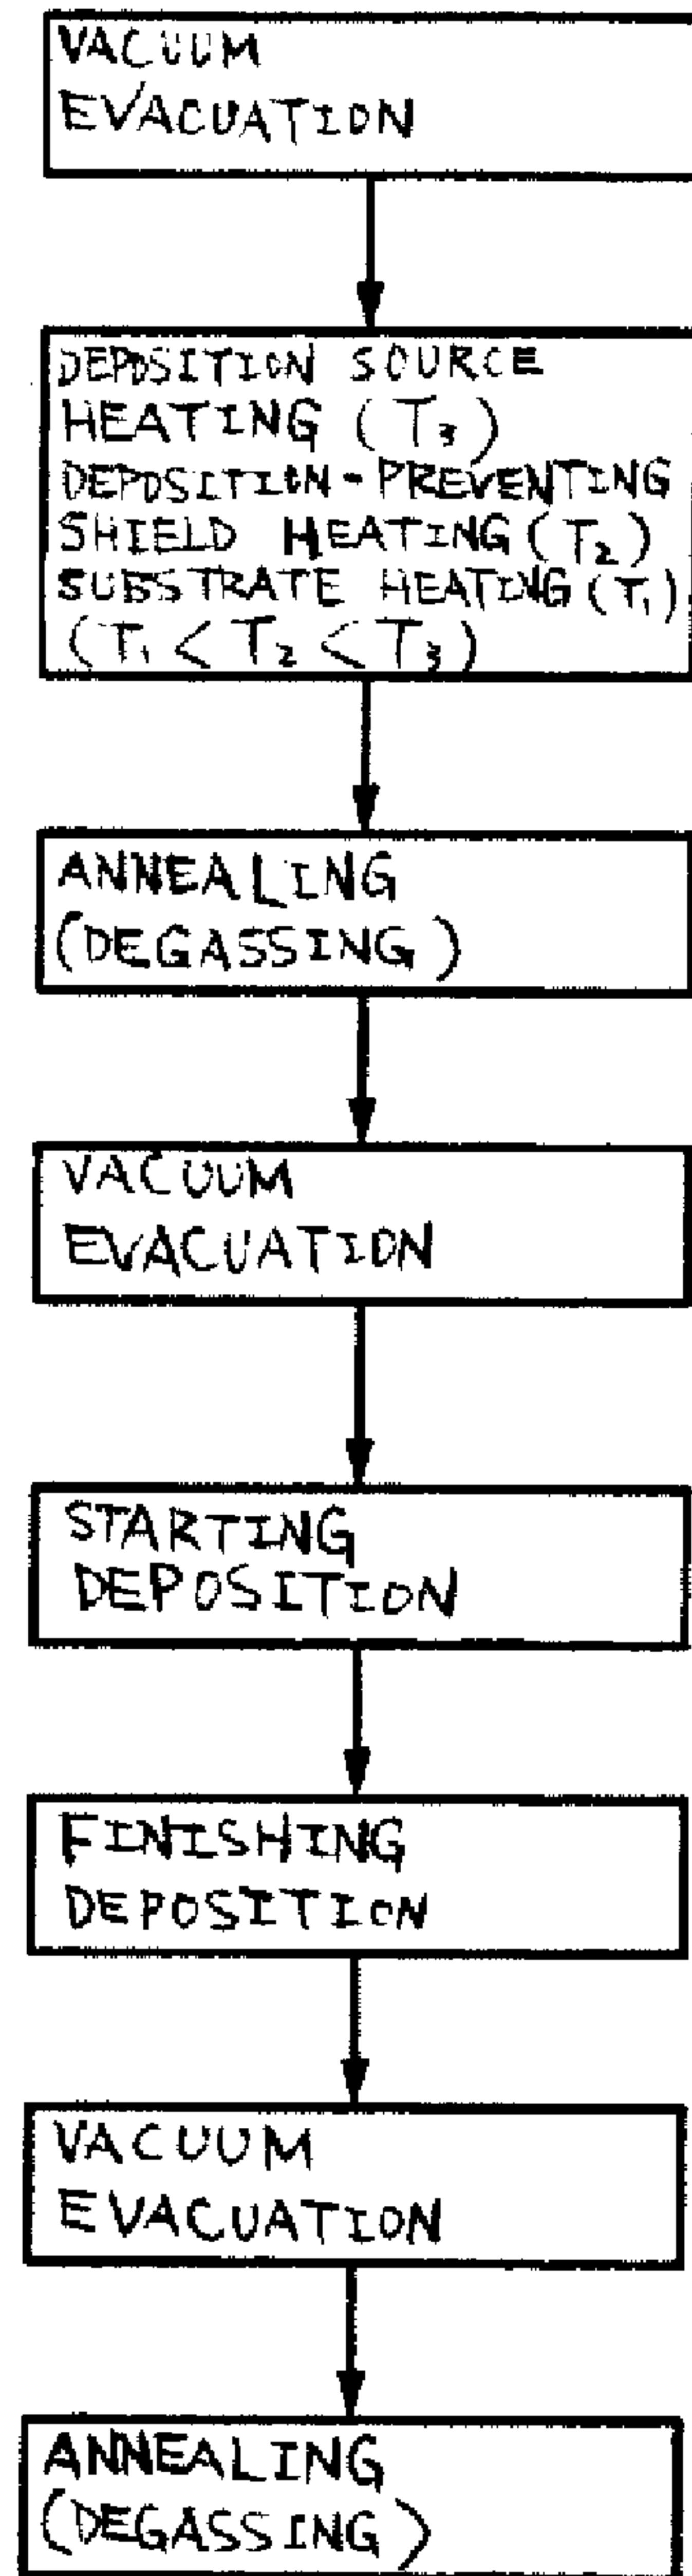 VACUUM
EVACUATION
DEPOSITION SOURCE
HEATING (T₃)
DEPOSITION-PREVENTING
SHIELD HEATING (T₂)
SUBSTRATE HEATING (T₁)
(T₁ < T₂ < T₃)
ANNEALING
(DEGASSING)
VACUUM
EVACUATION
STARTING
DEPOSITION
FINISHING
DEPOSITION
VACUUM
EVACUATION
ANNEALING
(DEGASSING)